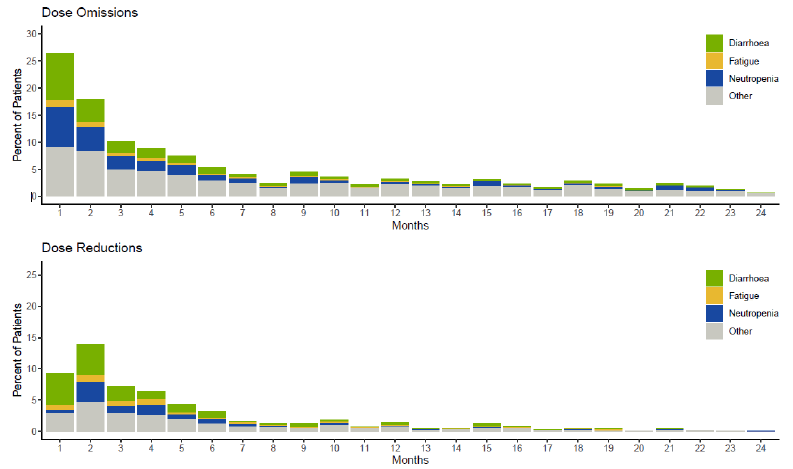 Dose Omissions
30
25
20
15
10
5
0
Percent of Patients
Diarrhoea
Fatigue
Neutropenia
Other
1 2 3 4 5 6 7 8 9 10 11 12 13 14 15 16 17 18 19 20 21 22 23 24
Months
Dose Reductions
25
20
15
10
5
0
Percent of Patients
Diarrhoea
Fatigue
Neutropenia
Other
1 2 3 4 5 6 7 8 9 10 11 12 13 14 15 16 17 18 19 20 21 22 23 24
Months